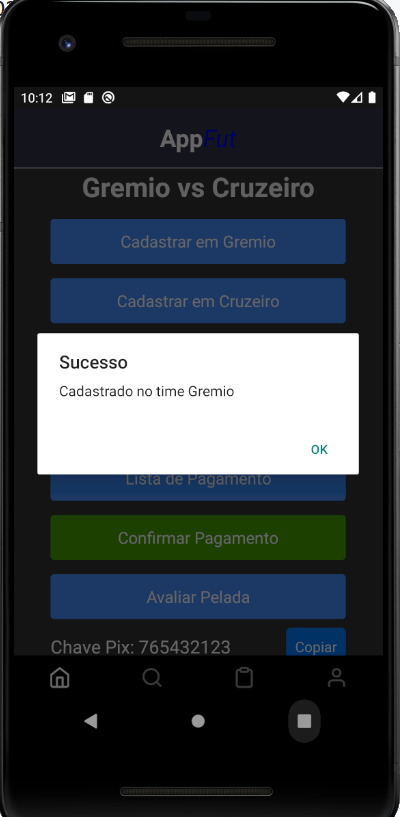 10:12
AppFut
Gremio vs Cruzeiro
Cadastrar em Gremio
Cadastrar em Cruzeiro
Sucesso
Cadastrado no time Gremio
OK
Lista de Pagamento
Confirmar Pagamento
Avaliar Pelada
Chave Pix: 765432123
Copiar